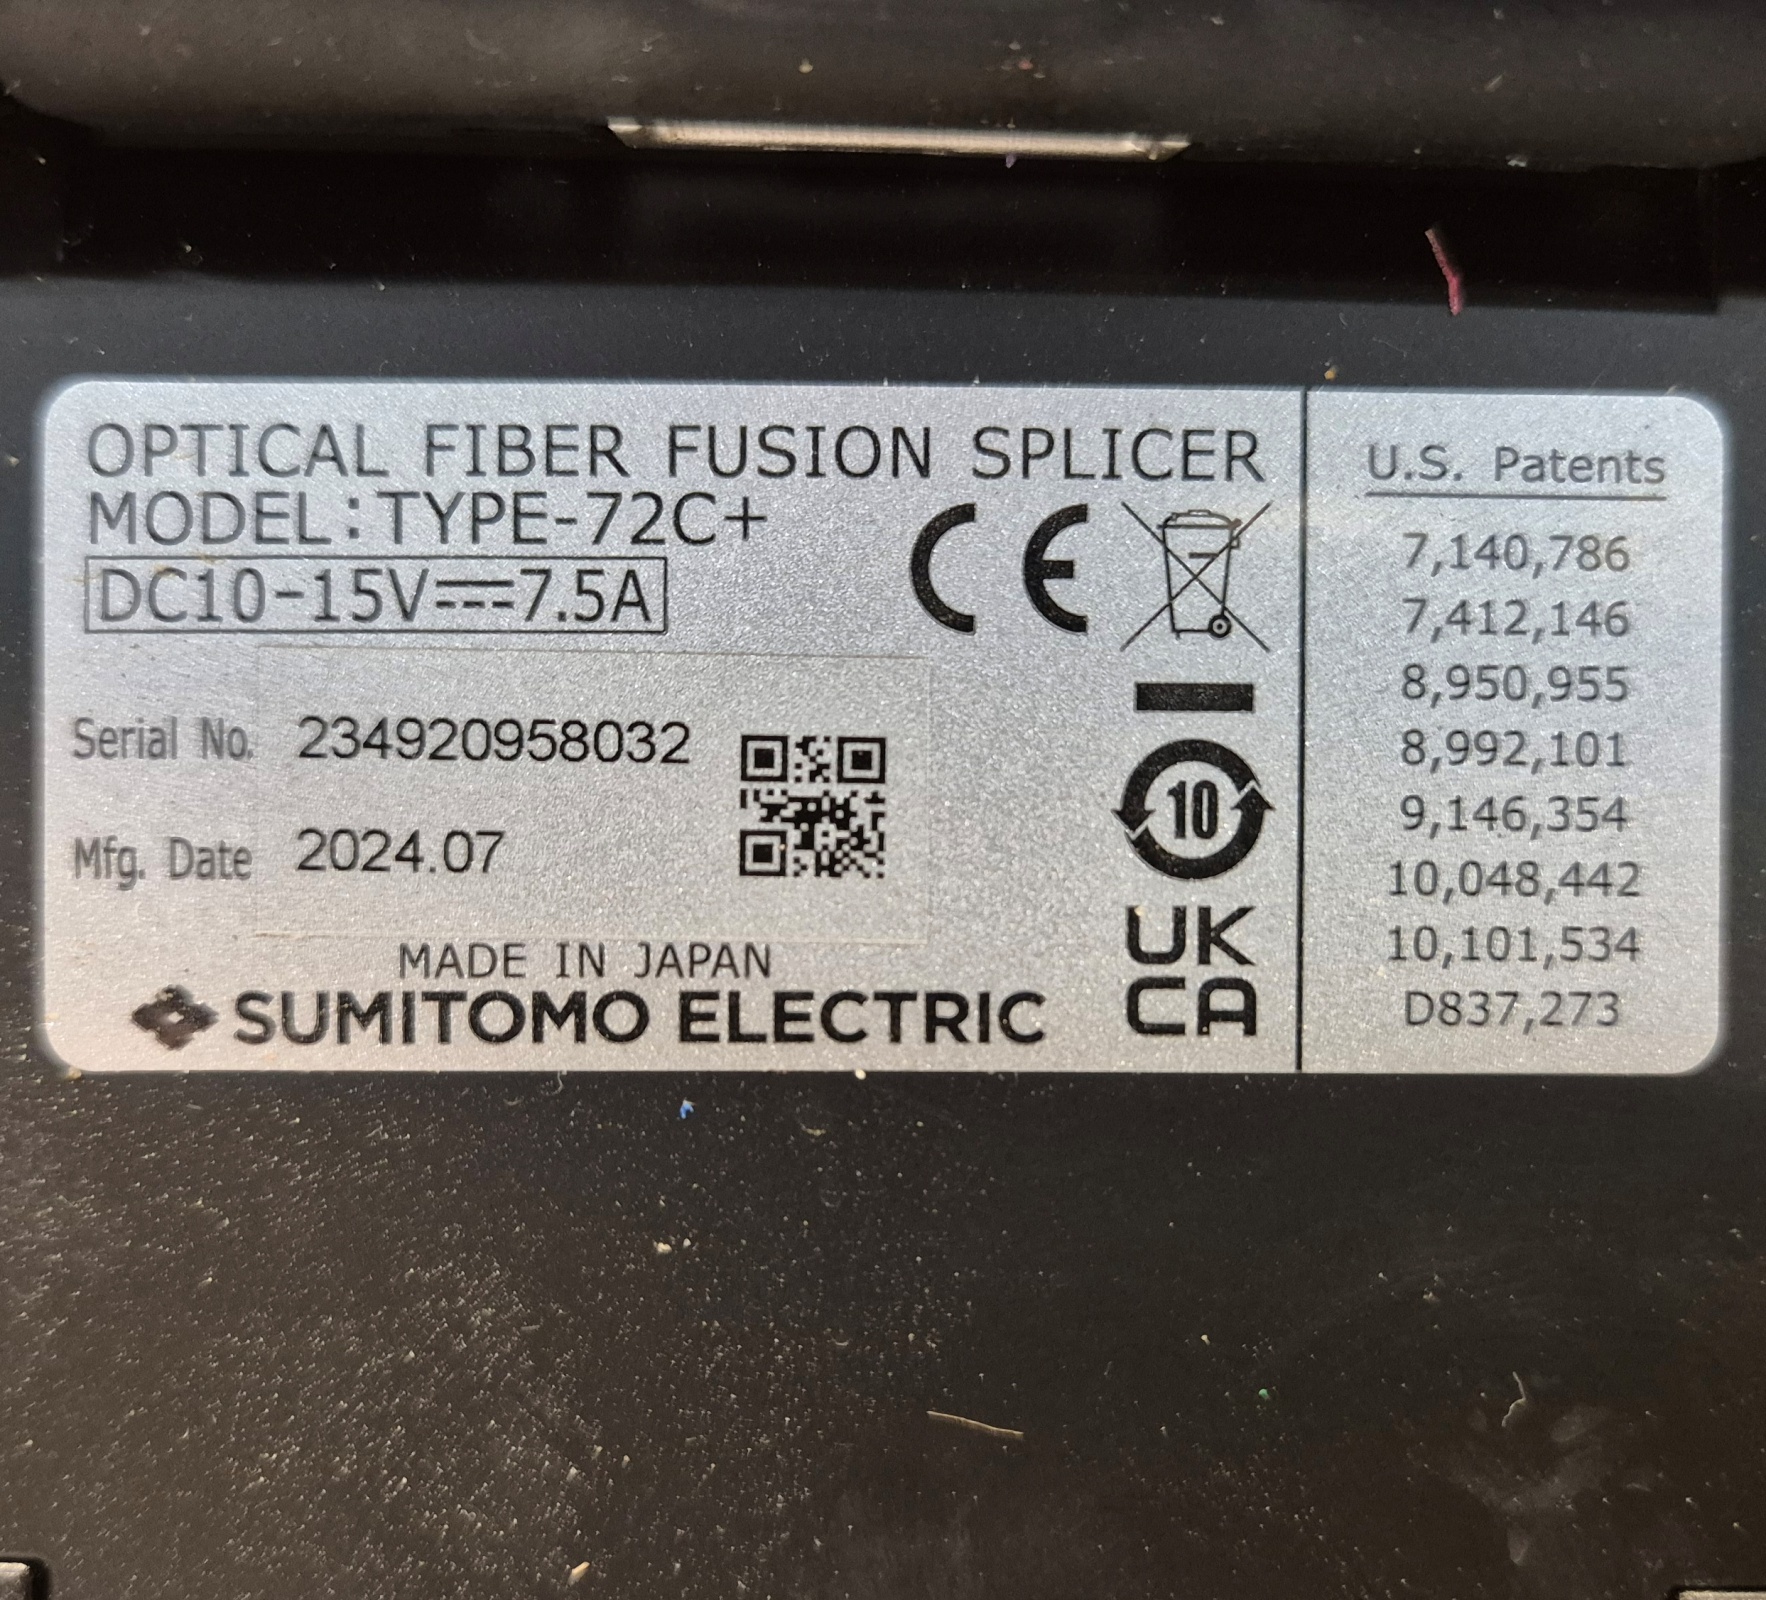 OPTICAL FIBER FUSION SPLICER
MODEL:TYPE-72C+
DC10-15V⎓7.5A
CE
Serial No. 234920958032
Mfg. Date 2024.07
MADE IN JAPAN
SUMITOMO ELECTRIC
10
UK
CA
U.S. Patents
7,140,786
7,412,146
8,950,955
8,992,101
9,146,354
10,048,442
10,101,534
D837,273